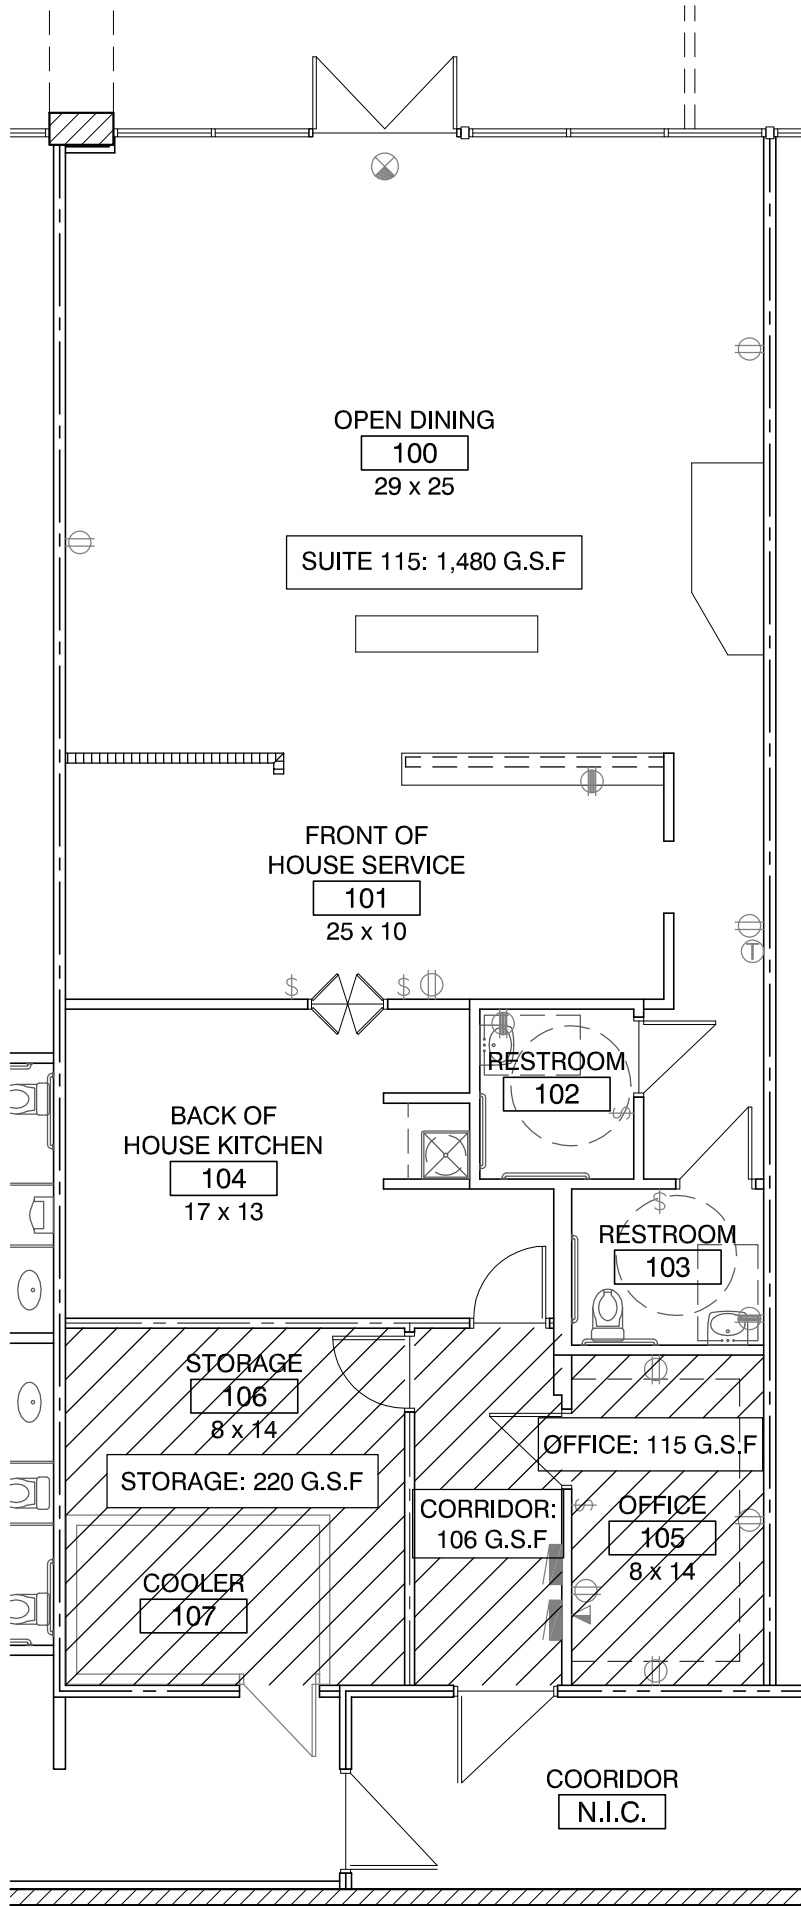 OPEN DINING
100
29 x 25
SUITE 115: 1,480 G.S.F
FRONT OF
HOUSE SERVICE
101
25 x 10
$
$
T
RESTROOM
102
$
BACK OF
HOUSE KITCHEN
104
17 x 13
$
RESTROOM
103
STORAGE
106
8 x 14
STORAGE: 220 G.S.F
OFFICE: 115 G.S.F
CORRIDOR:
106 G.S.F
$
OFFICE
105
8 x 14
COOLER
107
COORIDOR
N.I.C.